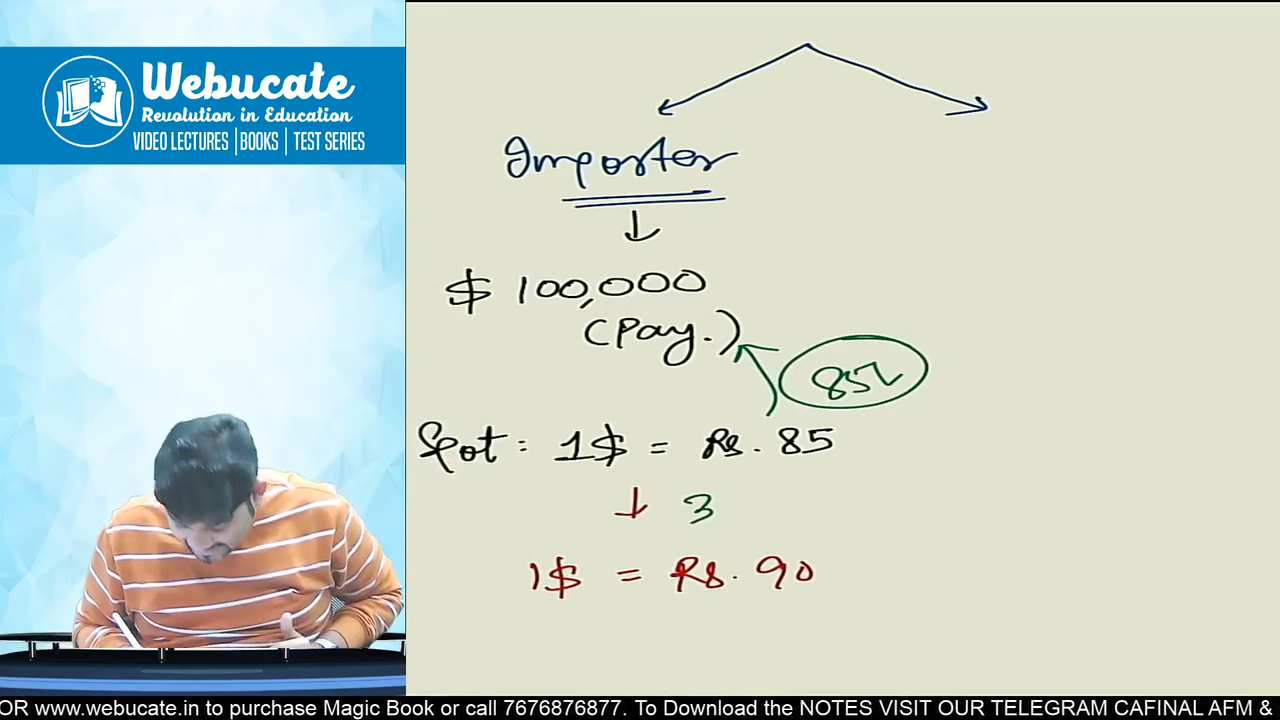 Webucate
Revolution in Education
VIDEO LECTURES | BOOKS | TEST SERIES
Importer
$ 100,000
(Pay.)
85L
Spot : 1$ = Rs. 85
3
1$ = Rs. 90
OR www.webucate.in to purchase Magic Book or call 7676876877. To Download the NOTES VISIT OUR TELEGRAM CAFINAL AFM &